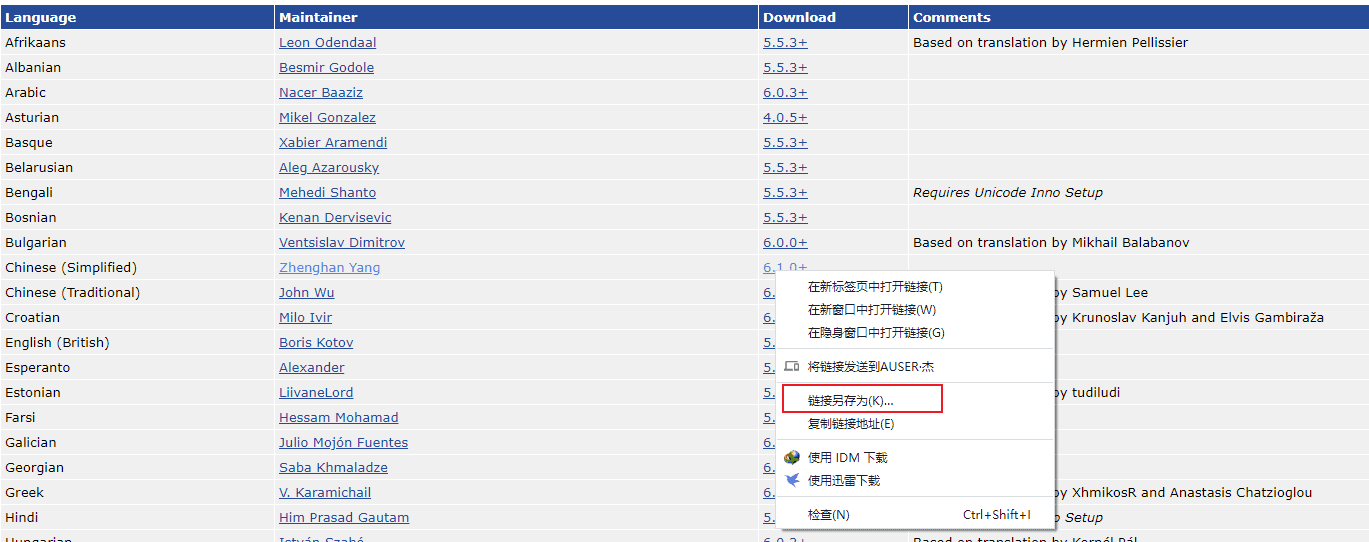 Language Maintainer Download Comments
Afrikaans Leon Odendaal 5.5.3+ Based on translation by Hermien Pellissier
Albanian Besmir Godole 5.5.3+
Arabic Nacer Baaziz 6.0.3+
Asturian Mikel Gonzalez 4.0.5+
Basque Xabier Aramendi 5.5.3+
Belarusian Aleg Azarousky 5.5.3+
Bengali Mehedi Shanto 5.5.3+ Requires Unicode Inno Setup
Bosnian Kenan Dervisevic 5.5.3+
Bulgarian Ventsislav Dimitrov 6.0.0+ Based on translation by Mikhail Balabanov
Chinese (Simplified) Zhenghan Yang 6.1.0+
Chinese (Traditional) John Wu 6. by Samuel Lee
Croatian Milo Ivir 6. by Krunoslav Kanjuh and Elvis Gambiraža
English (British) Boris Kotov 5.
Esperanto Alexander 5.
Estonian LiivaneLord 5. by tudiludi
Farsi Hessam Mohamad 5.
Galician Julio Mojón Fuentes 6.
Georgian Saba Khmaladze 6.
Greek V. Karamichail 6. by XhmikosR and Anastasis Chatzioglou
Hindi Him Prasad Gautam 5. o Setup
Hungarian István Szabó 6.0.2+ Based on translation by Kornél Pál
在新标签页中打开链接(T)
在新窗口中打开链接(W)
在隐身窗口中打开链接(G)
将链接发送到AUSER·杰
链接另存为(K)...
复制链接地址(E)
使用 IDM 下载
使用迅雷下载
检查(N) Ctrl+Shift+I